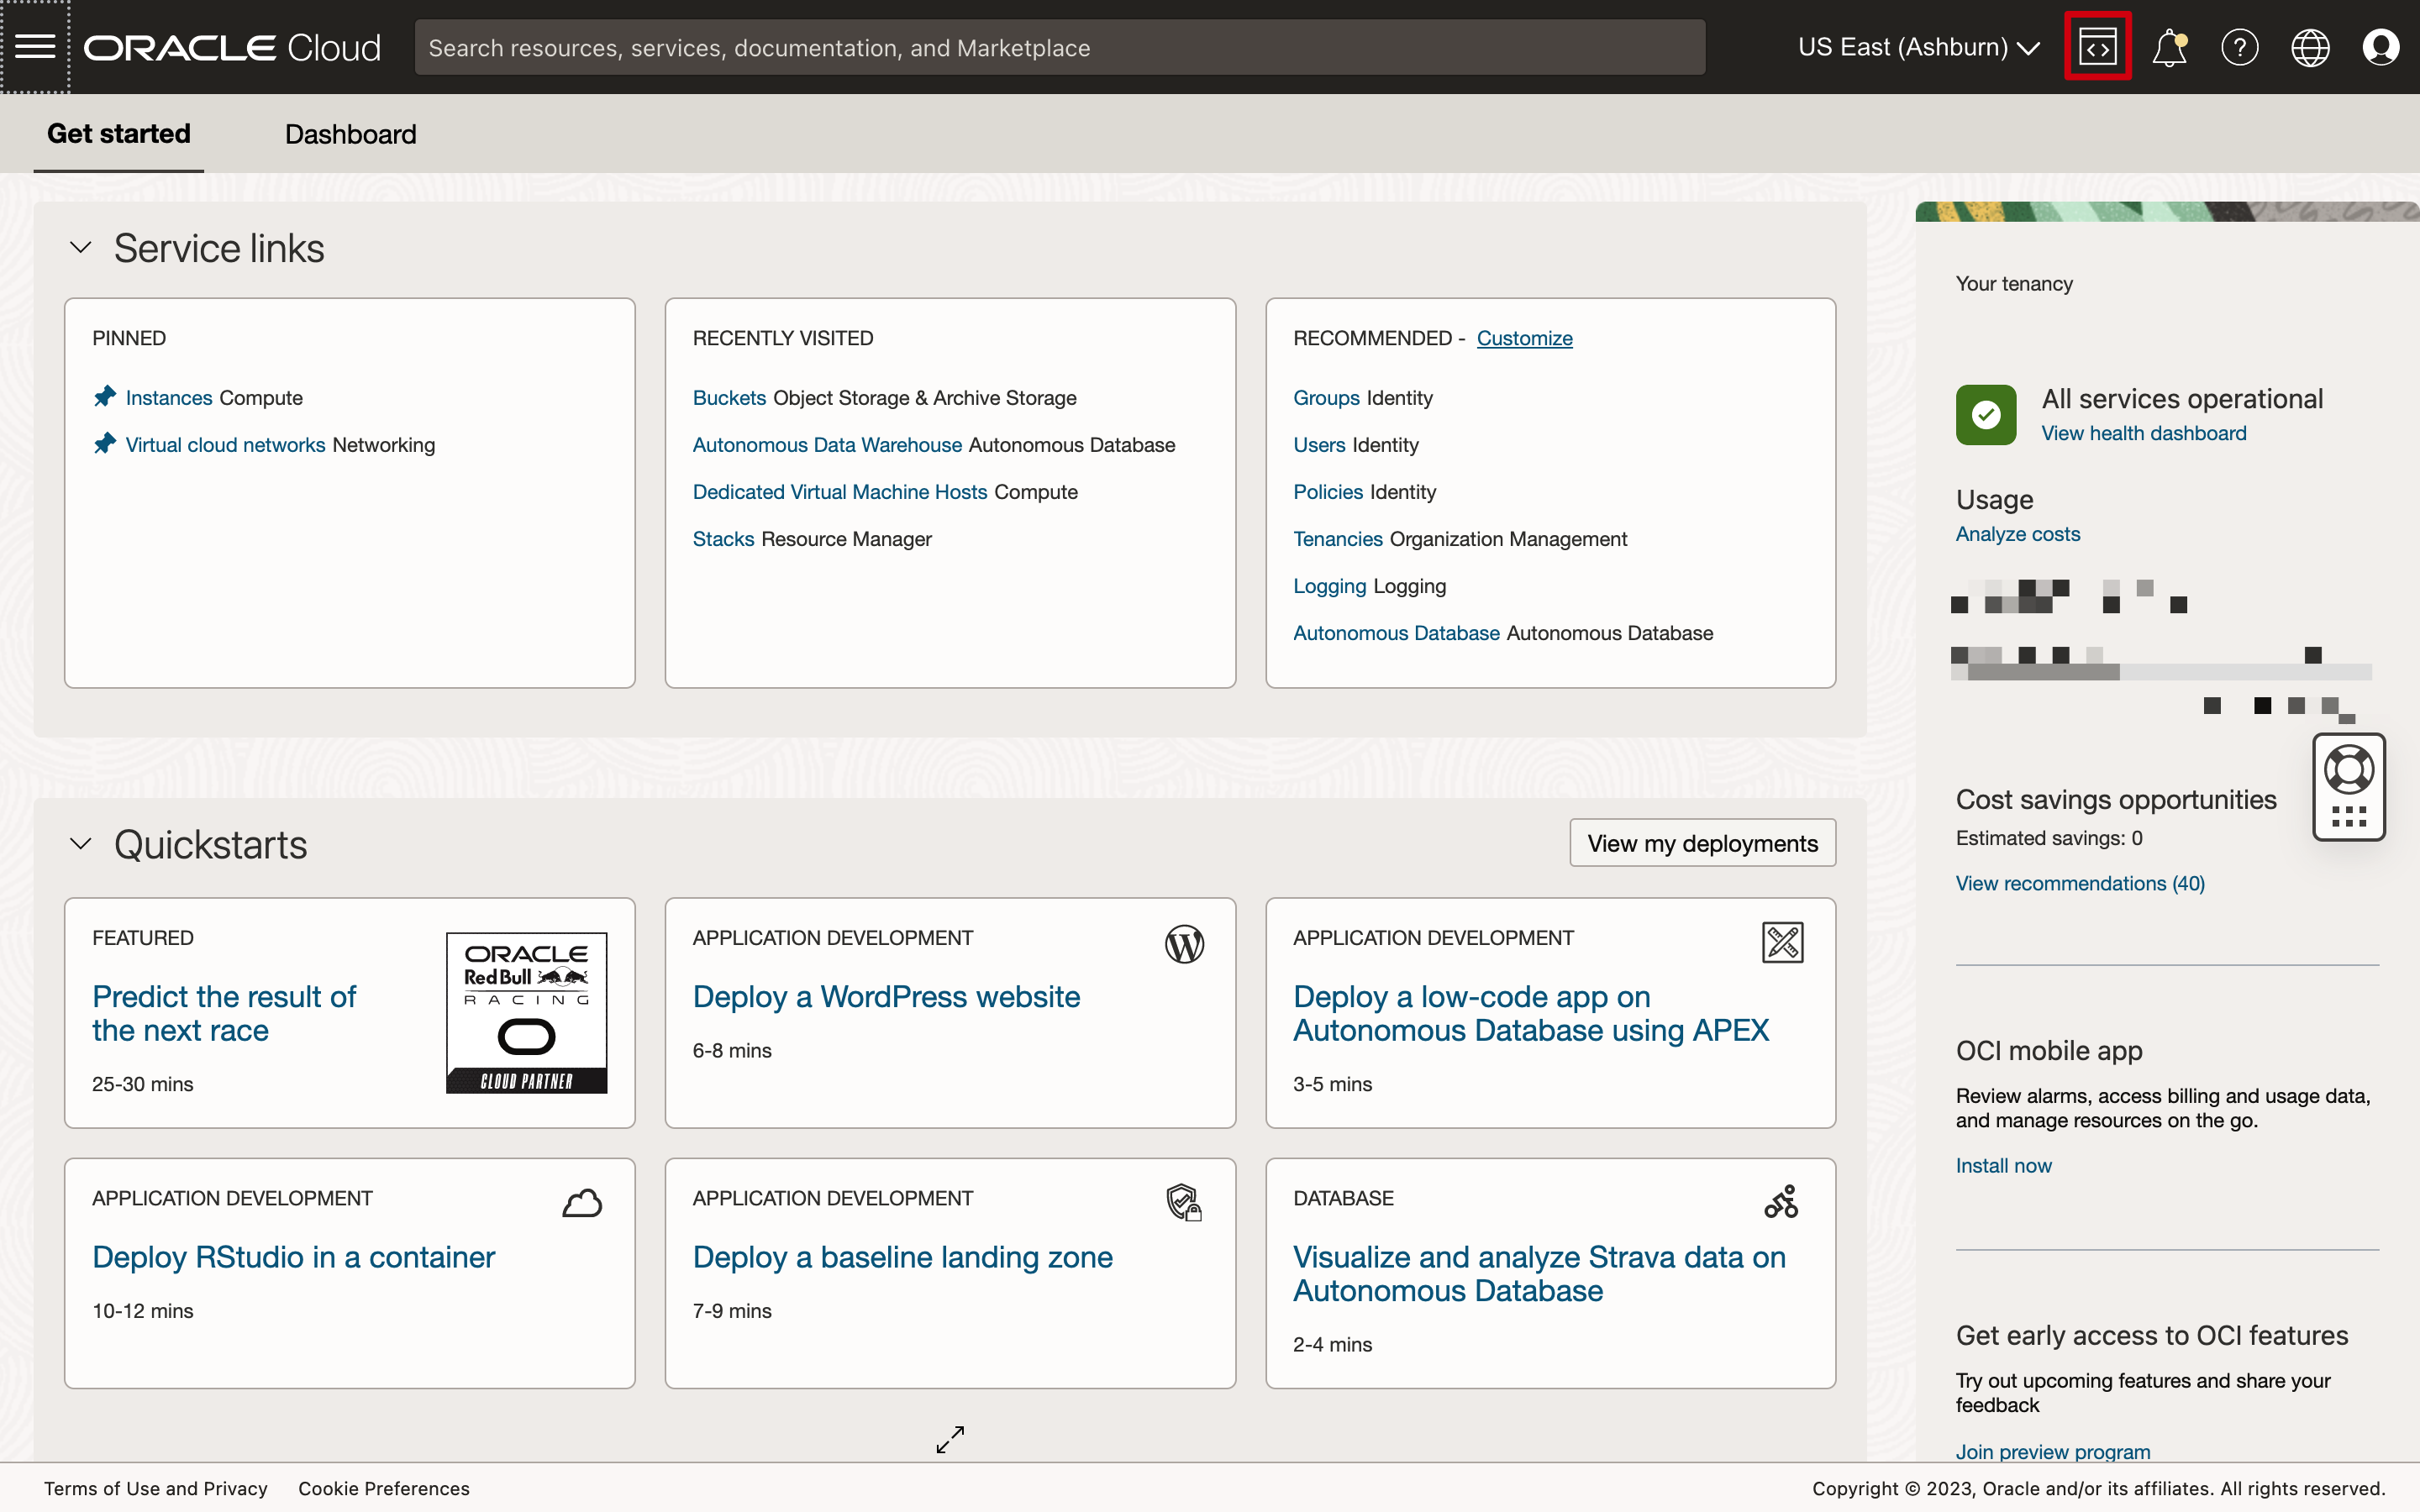 ORACLE Cloud
Search resources, services, documentation, and Marketplace
US East (Ashburn)
Get started
Dashboard
Service links
PINNED
Instances Compute
Virtual cloud networks Networking
RECENTLY VISITED
Buckets Object Storage & Archive Storage
Autonomous Data Warehouse Autonomous Database
Dedicated Virtual Machine Hosts Compute
Stacks Resource Manager
RECOMMENDED - Customize
Groups Identity
Users Identity
Policies Identity
Tenancies Organization Management
Logging Logging
Autonomous Database Autonomous Database
Quickstarts
View my deployments
FEATURED
Predict the result of
the next race
25-30 mins
ORACLE
Red Bull
RACING
CLOUD PARTNER
APPLICATION DEVELOPMENT
Deploy a WordPress website
6-8 mins
APPLICATION DEVELOPMENT
Deploy a low-code app on
Autonomous Database using APEX
3-5 mins
APPLICATION DEVELOPMENT
Deploy RStudio in a container
10-12 mins
APPLICATION DEVELOPMENT
Deploy a baseline landing zone
7-9 mins
DATABASE
Visualize and analyze Strava data on
Autonomous Database
2-4 mins
Your tenancy
All services operational
View health dashboard
Usage
Analyze costs
Cost savings opportunities
Estimated savings: 0
View recommendations (40)
OCI mobile app
Review alarms, access billing and usage data,
and manage resources on the go.
Install now
Get early access to OCI features
Try out upcoming features and share your
feedback
Join preview program
Terms of Use and Privacy
Cookie Preferences
Copyright © 2023, Oracle and/or its affiliates. All rights reserved.